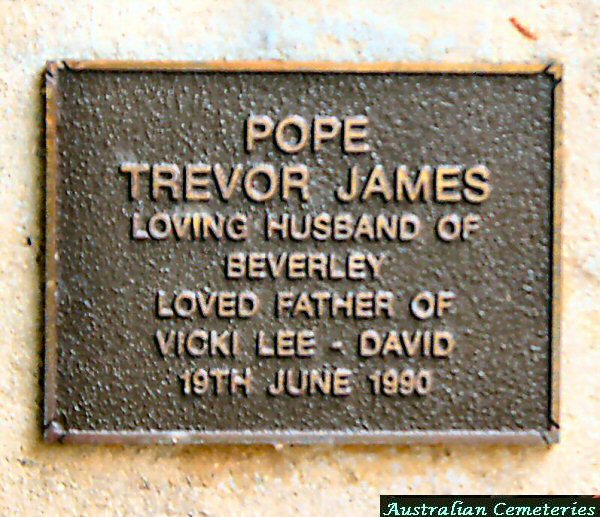 POPE
TREVOR JAMES
LOVING HUSBAND OF
BEVERLEY
LOVED FATHER OF
VICKI LEE - DAVID
19TH JUNE 1990
Australian Cemeteries